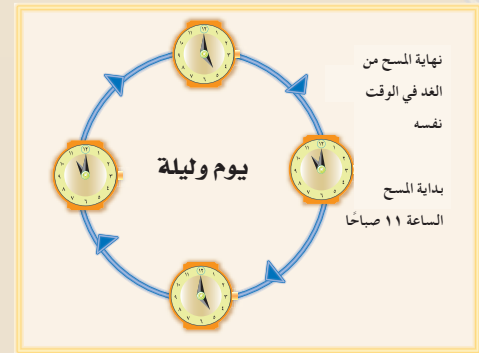 نهاية المسح من
الغد في الوقت
نفسه
يوم وليلة
بداية المسح
الساعة ١١ صباحًا